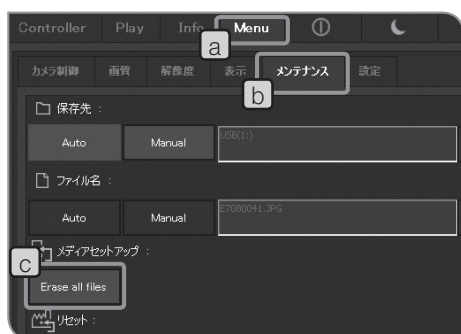 Controller Play Info Menu
a
カメラ制御 画質 解像度 表示 メンテナンス 設定
b
保存先 :
Auto Manual USB(1:)
ファイル名 :
Auto Manual E7080041.JPG
メディアセットアップ :
c
Erase all files
リセット :